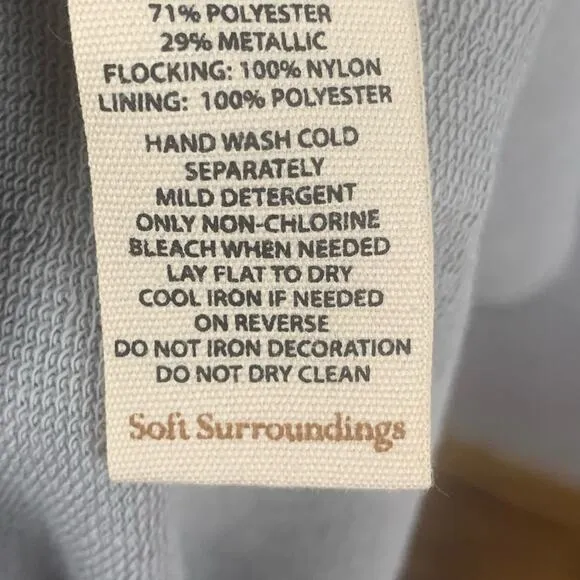 71% POLYESTER
29% METALLIC
FLOCKING: 100% NYLON
LINING: 100% POLYESTER
HAND WASH COLD
SEPARATELY
MILD DETERGENT
ONLY NON-CHLORINE
BLEACH WHEN NEEDED
LAY FLAT TO DRY
COOL IRON IF NEEDED
ON REVERSE
DO NOT IRON DECORATION
DO NOT DRY CLEAN
Soft Surroundings